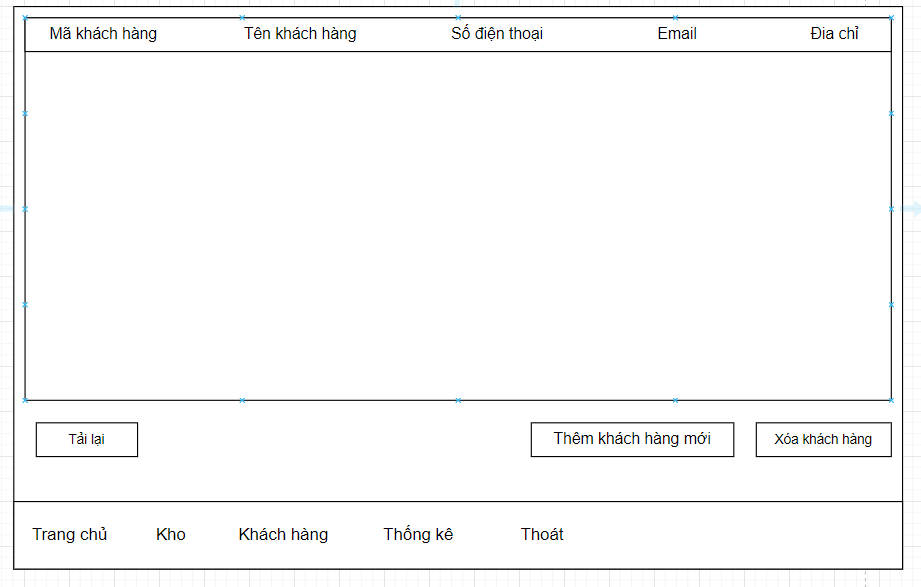 Mã khách hàng Tên khách hàng Số điện thoại Email Đia chỉ
Tải lại Thêm khách hàng mới Xóa khách hàng
Trang chủ Kho Khách hàng Thống kê Thoát